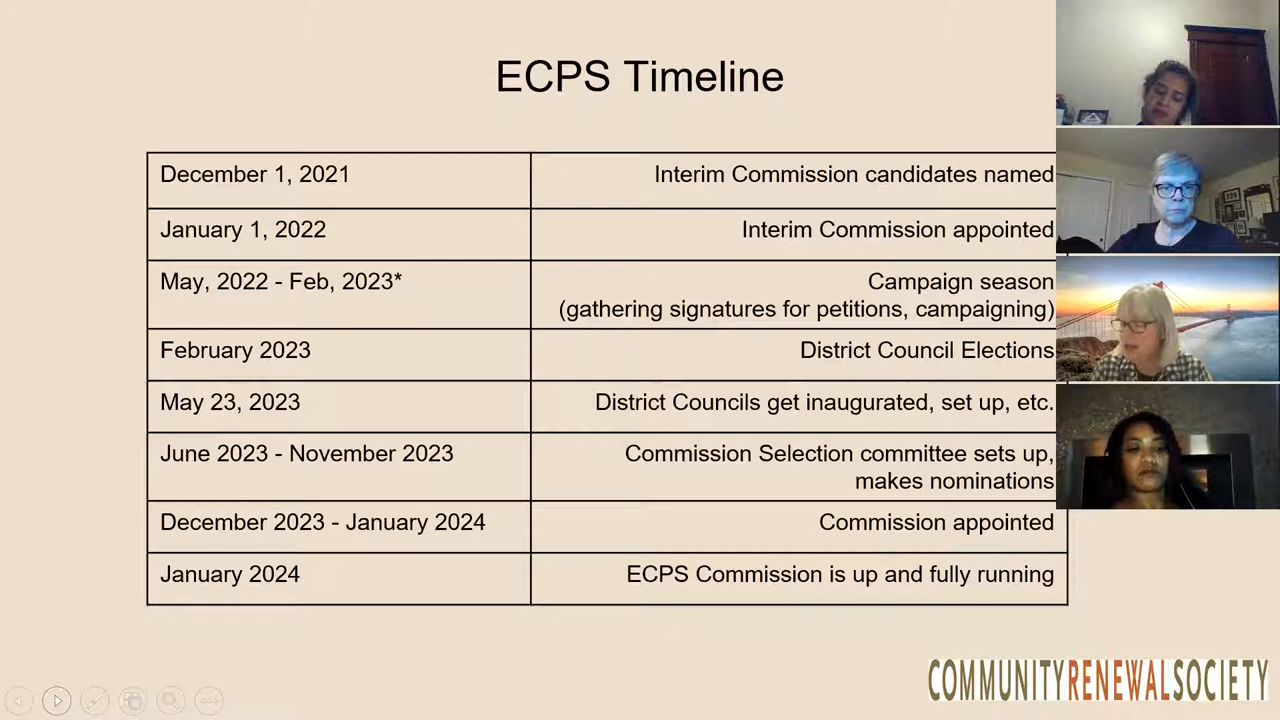 ECPS Timeline
December 1, 2021
Interim Commission candidates named
January 1, 2022
Interim Commission appointed
May, 2022 - Feb, 2023*
Campaign season
(gathering signatures for petitions, campaigning)
February 2023
District Council Elections
May 23, 2023
District Councils get inaugurated, set up, etc.
June 2023 - November 2023
Commission Selection committee sets up,
makes nominations
December 2023 - January 2024
Commission appointed
January 2024
ECPS Commission is up and fully running
COMMUNITYRENEWALSOCIETY